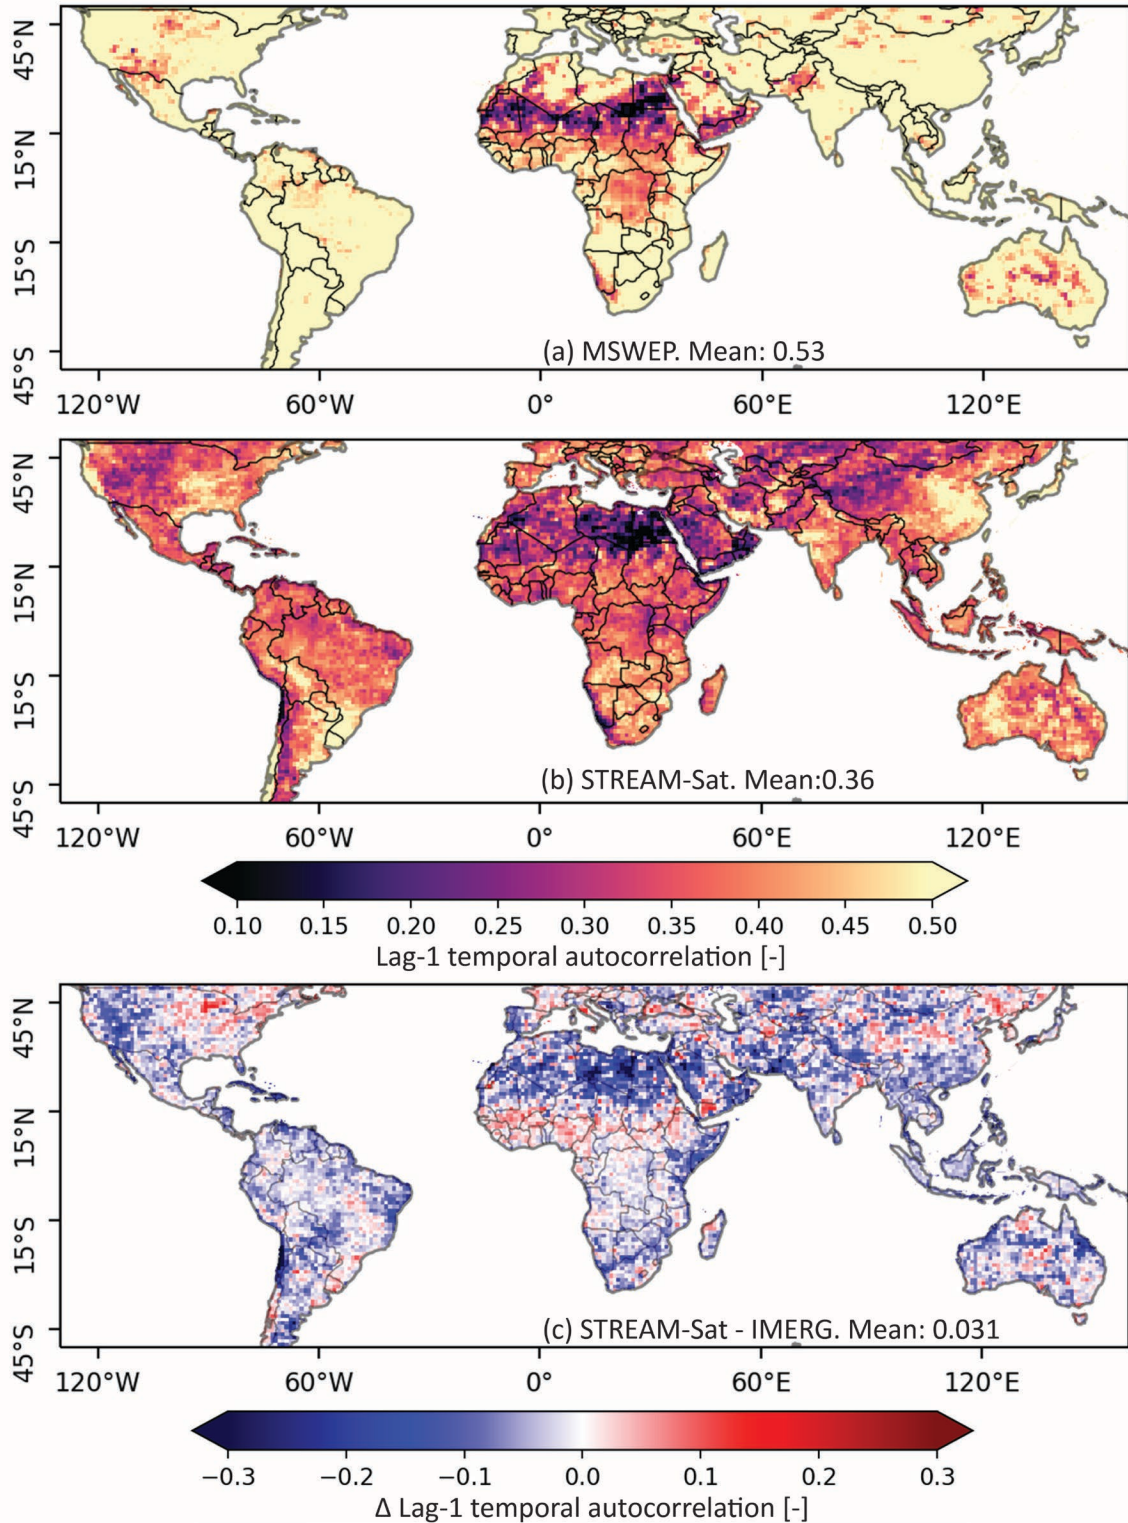 45°N
15°N
15°S
45°S
(a) MSWEP. Mean: 0.53
120°W 60°W 0° 60°E 120°E
45°N
15°N
15°S
45°S
(b) STREAM-Sat. Mean:0.36
120°W 60°W 0° 60°E 120°E
0.10 0.15 0.20 0.25 0.30 0.35 0.40 0.45 0.50
Lag-1 temporal autocorrelation [-]
45°N
15°N
15°S
45°S
(c) STREAM-Sat - IMERG. Mean: 0.031
120°W 60°W 0° 60°E 120°E
−0.3 −0.2 −0.1 0.0 0.1 0.2 0.3
Δ Lag-1 temporal autocorrelation [-]